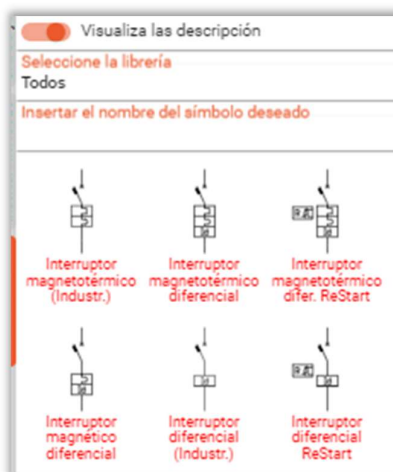 Visualiza las descripción
Seleccione la librería
Todos
Insertar el nombre del símbolo deseado
Interruptor
magnetotérmico
(Industr.)
Interruptor
magnetotérmico
diferencial
Interruptor
magnetotérmico
difer. ReStart
Interruptor
magnético
diferencial
Interruptor
diferencial
(Industr.)
Interruptor
diferencial
ReStart